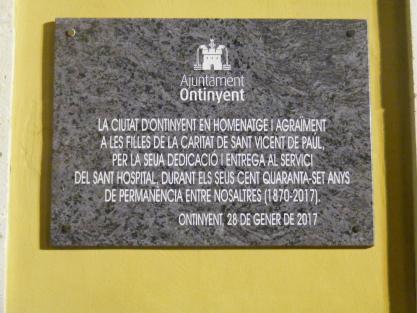 Ajuntament
Ontinyent
LA CIUTAT D'ONTINYENT EN HOMENATGE I AGRAÏMENT
A LES FILLES DE LA CARITAT DE SANT VICENT DE PAUL,
PER LA SEUA DEDICACIÓ I ENTREGA AL SERVICI
DEL SANT HOSPITAL, DURANT ELS SEUS CENT QUARANTA-SET ANYS
DE PERMANÈNCIA ENTRE NOSALTRES (1870-2017).
ONTINYENT, 28 DE GENER DE 2017